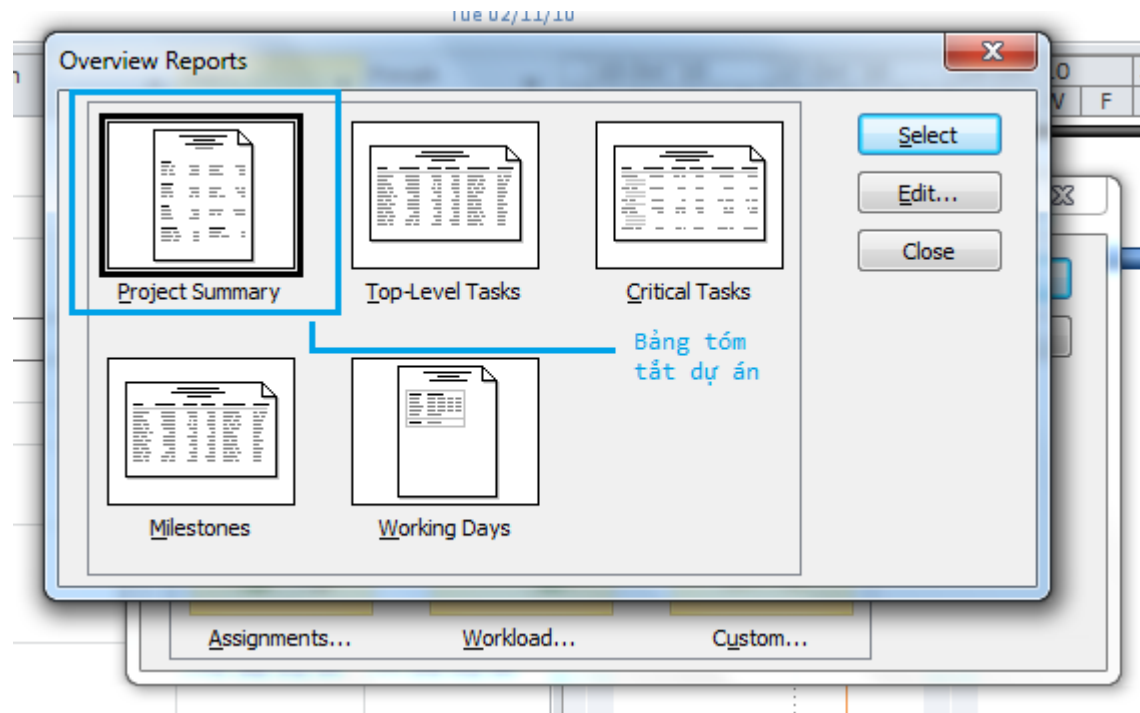 Tue 02/11/10
Overview Reports
Project Summary
Top-Level Tasks
Critical Tasks
Select
Edit...
Close
Bảng tóm
tắt dự án
Milestones
Working Days
Assignments...
Workload...
Custom...
F